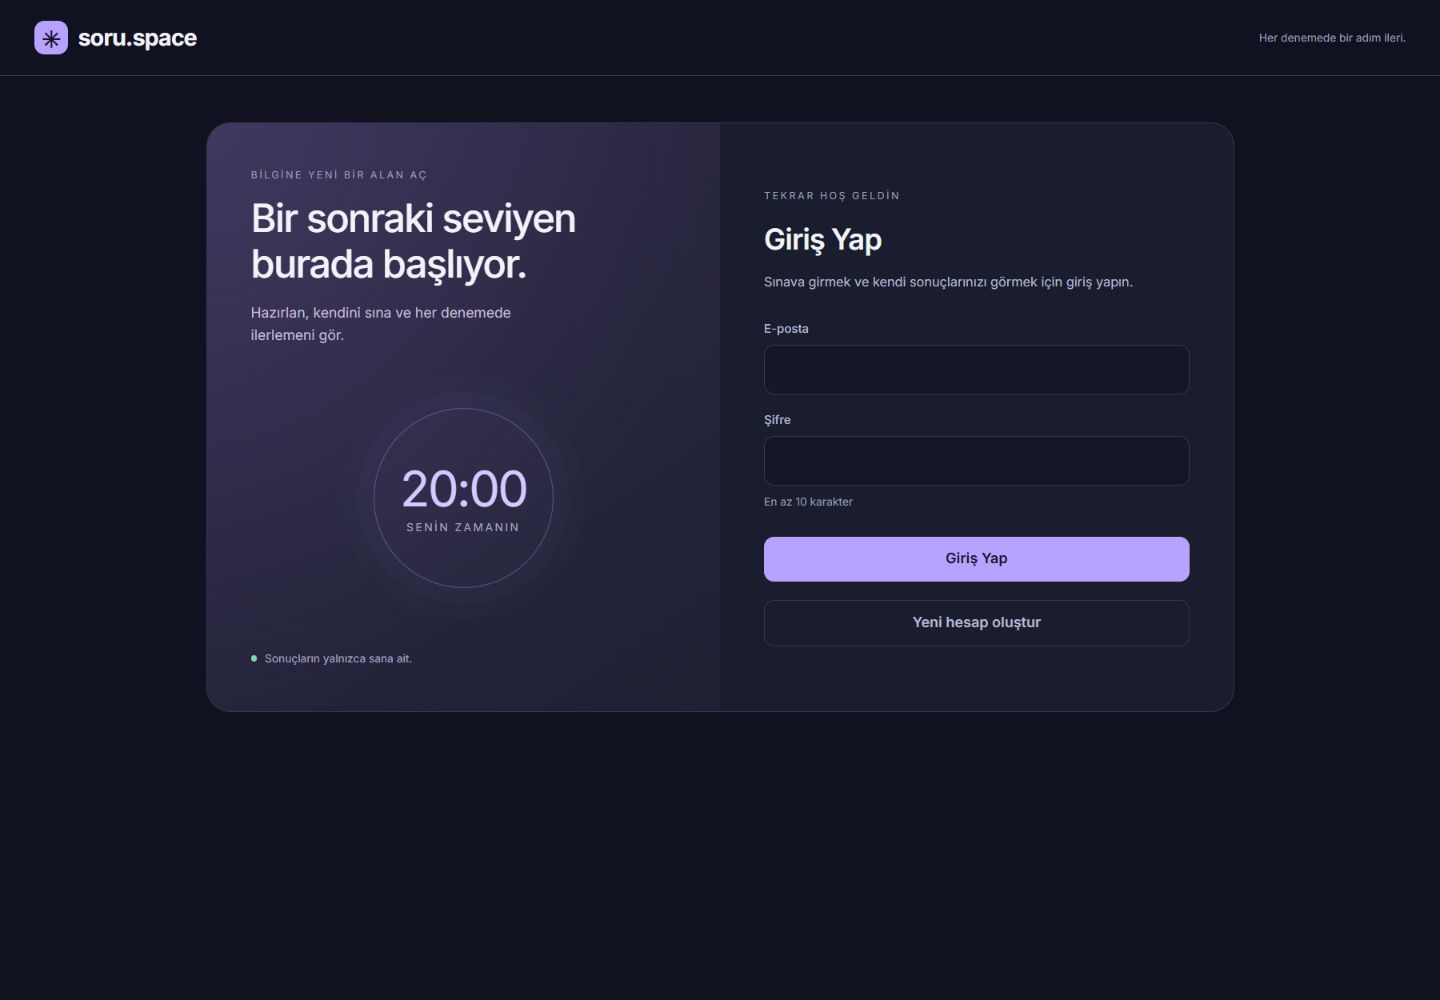 soru.space
Her denemede bir adım ileri.
BİLGİNE YENİ BİR ALAN AÇ
Bir sonraki seviyen
burada başlıyor.
Hazırlan, kendini sına ve her denemede
ilerlemeni gör.
20:00
SENİN ZAMANIN
Sonuçların yalnızca sana ait.
TEKRAR HOŞ GELDİN
Giriş Yap
Sınava girmek ve kendi sonuçlarınızı görmek için giriş yapın.
E-posta
Şifre
En az 10 karakter
Giriş Yap
Yeni hesap oluştur